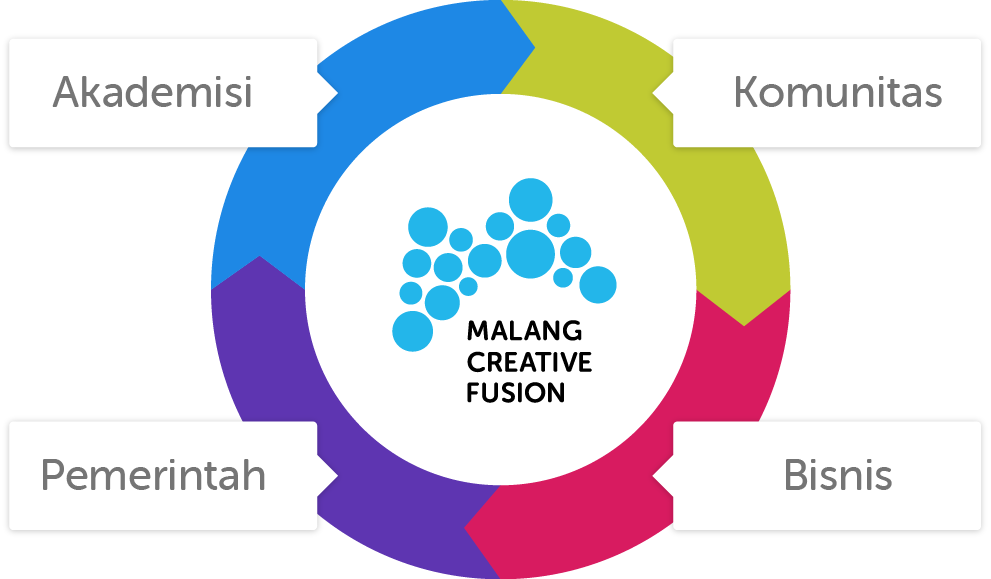 Akademisi
Komunitas
MALANG
CREATIVE
FUSION
Pemerintah
Bisnis